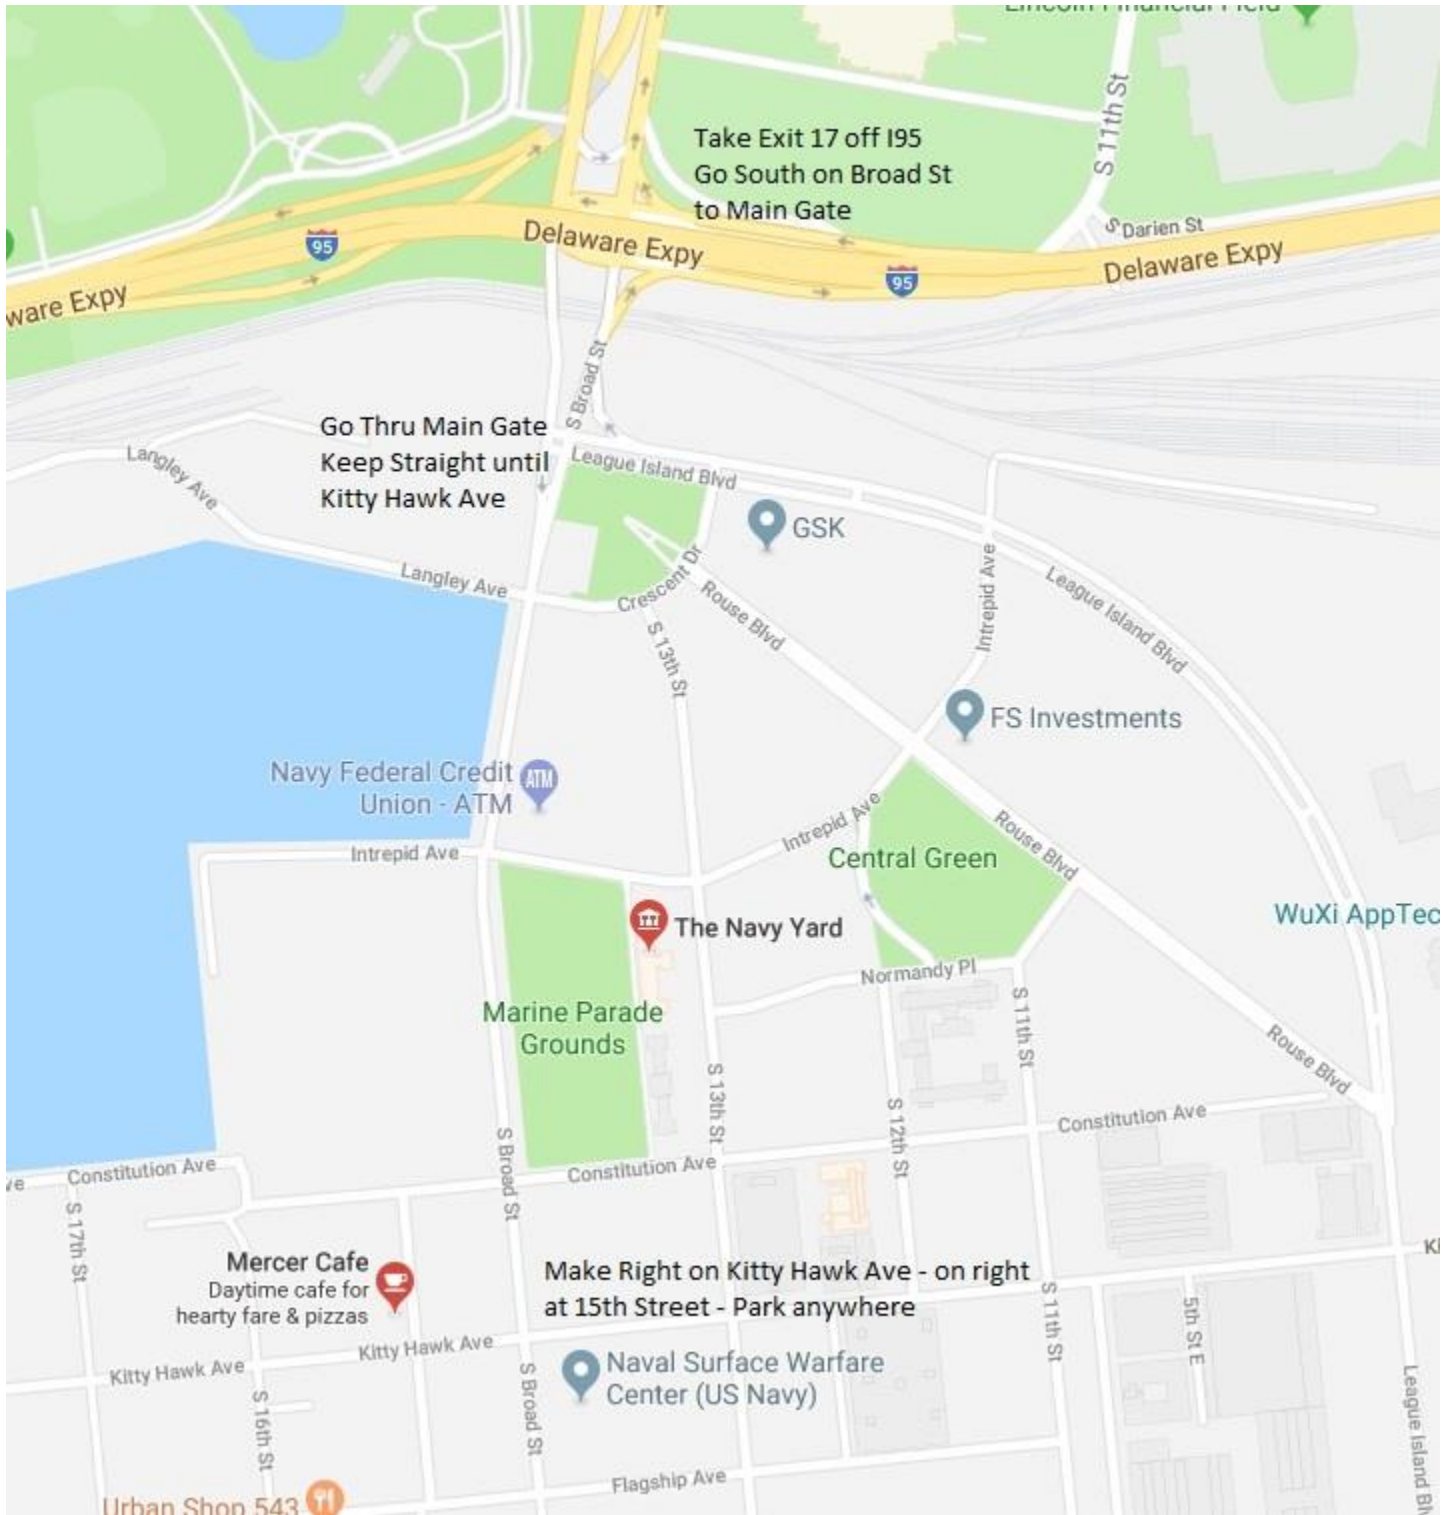 Lincoln Financial Field
S 11th St
Take Exit 17 off I95
Go South on Broad St
to Main Gate
S Darien St
95
Delaware Expy
95
Delaware Expy
ware Expy
S Broad St
Go Thru Main Gate
Keep Straight until
Kitty Hawk Ave
Langley Ave
League Island Blvd
GSK
Langley Ave
Crescent Dr
Rouse Blvd
Intrepid Ave
League Island Blvd
S 13th St
FS Investments
Navy Federal Credit
Union - ATM
ATM
Intrepid Ave
Intrepid Ave
Central Green
Rouse Blvd
The Navy Yard
WuXi AppTec
Normandy Pl
Marine Parade
Grounds
S 11th St
Rouse Blvd
S 13th St
S 12th St
Constitution Ave
S Broad St
Constitution Ave
Constitution Ave
ve
S 17th St
Mercer Cafe
Daytime cafe for
hearty fare & pizzas
Make Right on Kitty Hawk Ave - on right
at 15th Street - Park anywhere
Ki
S 11th St
5th St E
Kitty Hawk Ave
Kitty Hawk Ave
Naval Surface Warfare
Center (US Navy)
S 16th St
S Broad St
League Island Bl
Flagship Ave
Urban Shop 543